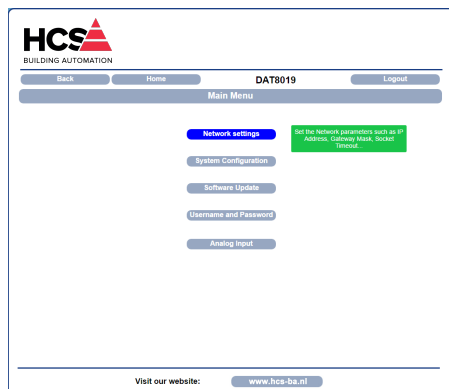 HCS
BUILDING AUTOMATION
Back Home DAT8019 Logout
Main Menu
Network settings
Set the Network parameters such as IP
Address, Gateway Mask, Socket
Timeout...
System Configuration
Software Update
Username and Password
Analog Input
Visit our website: www.hcs-ba.nl